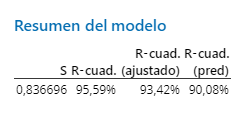 Resumen del modelo
R-cuad. R-cuad.
S R-cuad. (ajustado) (pred)
0,836696 95,59% 93,42% 90,08%